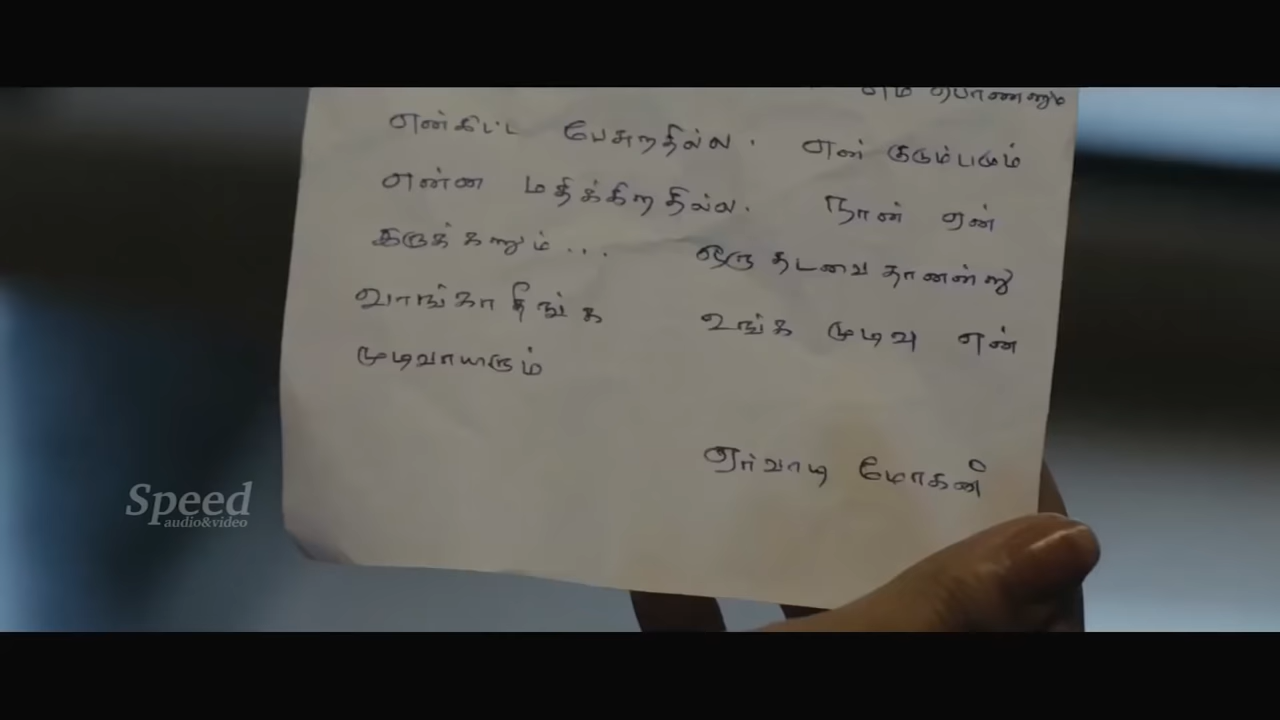 என்கிட்ட பேசுறதில்ல. என் குடும்பமும்
என்ன மதிக்கிறதில்ல. நான் ஏன்
இருக்கணும்... ஒரு தடவை தானன்னு
வாங்காதீங்க உங்க முடிவு என்
முடிவாயிரும்
ஏர்வாடி மோகன்
Speed
audio&video